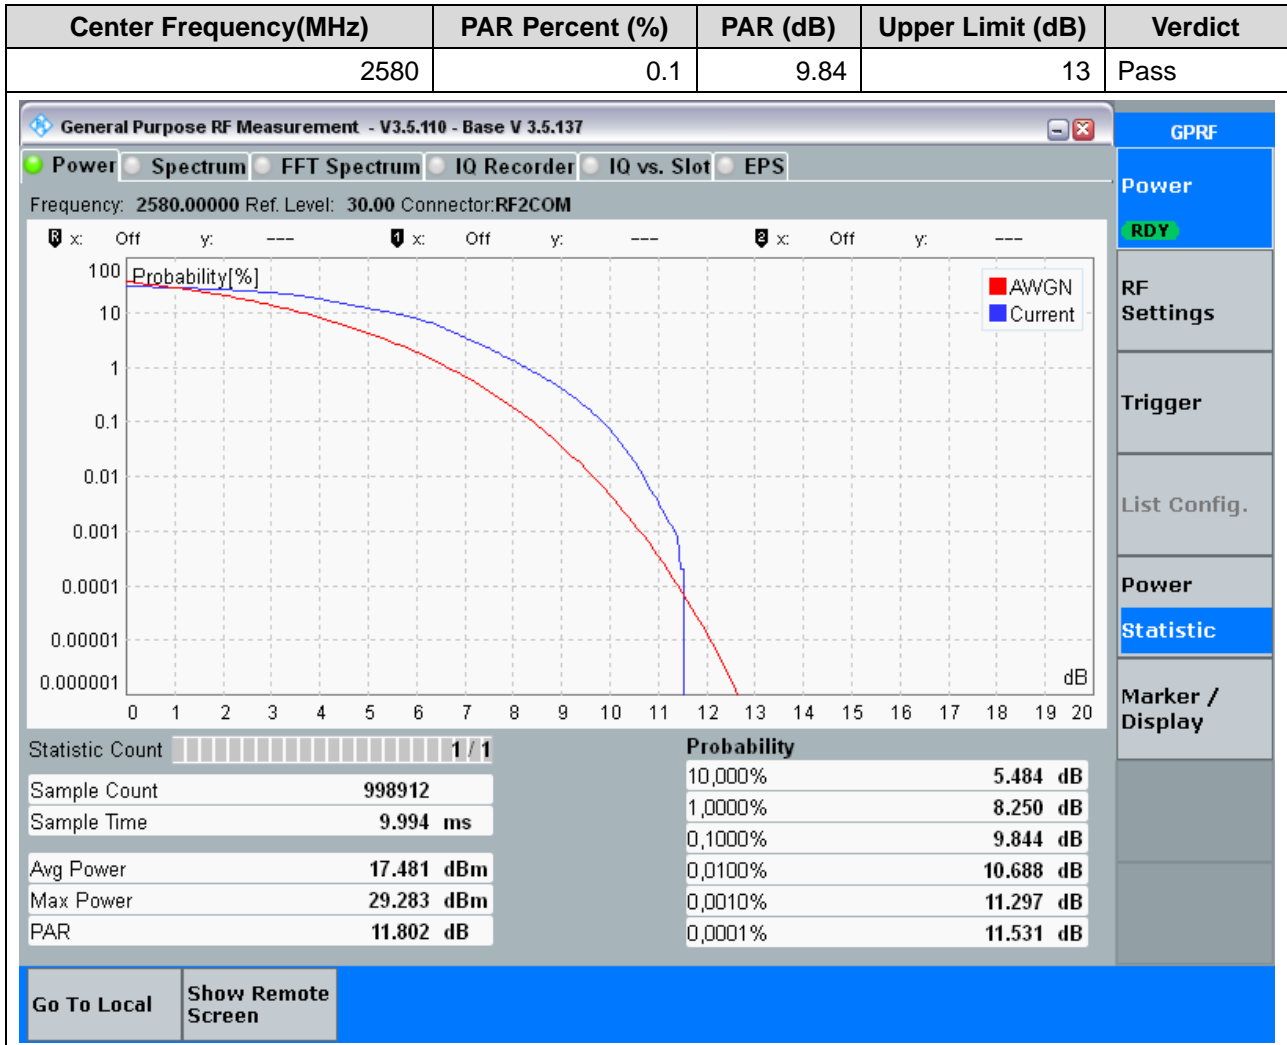 Center Frequency(MHz) PAR Percent (%) PAR (dB) Upper Limit (dB) Verdict
2580 0.1 9.84 13 Pass
General Purpose RF Measurement - V3.5.110 - Base V 3.5.137
GPRF
Power Spectrum FFT Spectrum IQ Recorder IQ vs. Slot EPS
Power
RDY
Frequency: 2580.00000 Ref. Level: 30.00 Connector:RF2COM
R x: Off y: --- 1 x: Off y: --- 2 x: Off y: ---
RF
Settings
Trigger
List Config.
Power
Statistic
Marker /
Display
Probability[%]
AWGN
Current
100
10
1
0.1
0.01
0.001
0.0001
0.00001
0.000001
dB
0 1 2 3 4 5 6 7 8 9 10 11 12 13 14 15 16 17 18 19 20
Statistic Count 1 / 1
Sample Count 998912
Sample Time 9.994 ms
Avg Power 17.481 dBm
Max Power 29.283 dBm
PAR 11.802 dB
Probability
10,000% 5.484 dB
1,0000% 8.250 dB
0,1000% 9.844 dB
0,0100% 10.688 dB
0,0010% 11.297 dB
0,0001% 11.531 dB
Go To Local
Show Remote
Screen